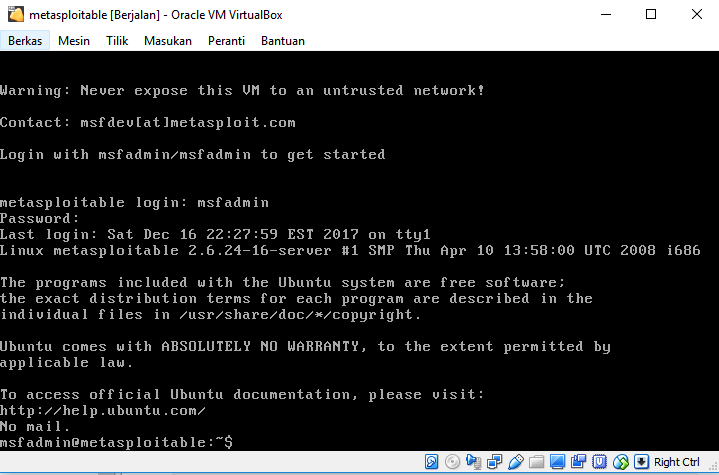 metasploitable [Berjalan] - Oracle VM VirtualBox
Berkas Mesin Tilik Masukan Peranti Bantuan
Warning: Never expose this VM to an untrusted network!
Contact: msfdev[at]metasploit.com
Login with msfadmin/msfadmin to get started
metasploitable login: msfadmin
Password:
Last login: Sat Dec 16 22:27:59 EST 2017 on tty1
Linux metasploitable 2.6.24-16-server #1 SMP Thu Apr 10 13:58:00 UTC 2008 i686
The programs included with the Ubuntu system are free software;
the exact distribution terms for each program are described in the
individual files in /usr/share/doc/*/copyright.
Ubuntu comes with ABSOLUTELY NO WARRANTY, to the extent permitted by
applicable law.
To access official Ubuntu documentation, please visit:
http://help.ubuntu.com/
No mail.
msfadmin@metasploitable:~$
Right Ctrl